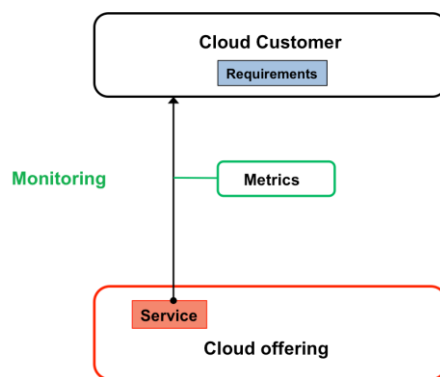 Cloud Customer
Requirements
Monitoring
Metrics
Service
Cloud offering